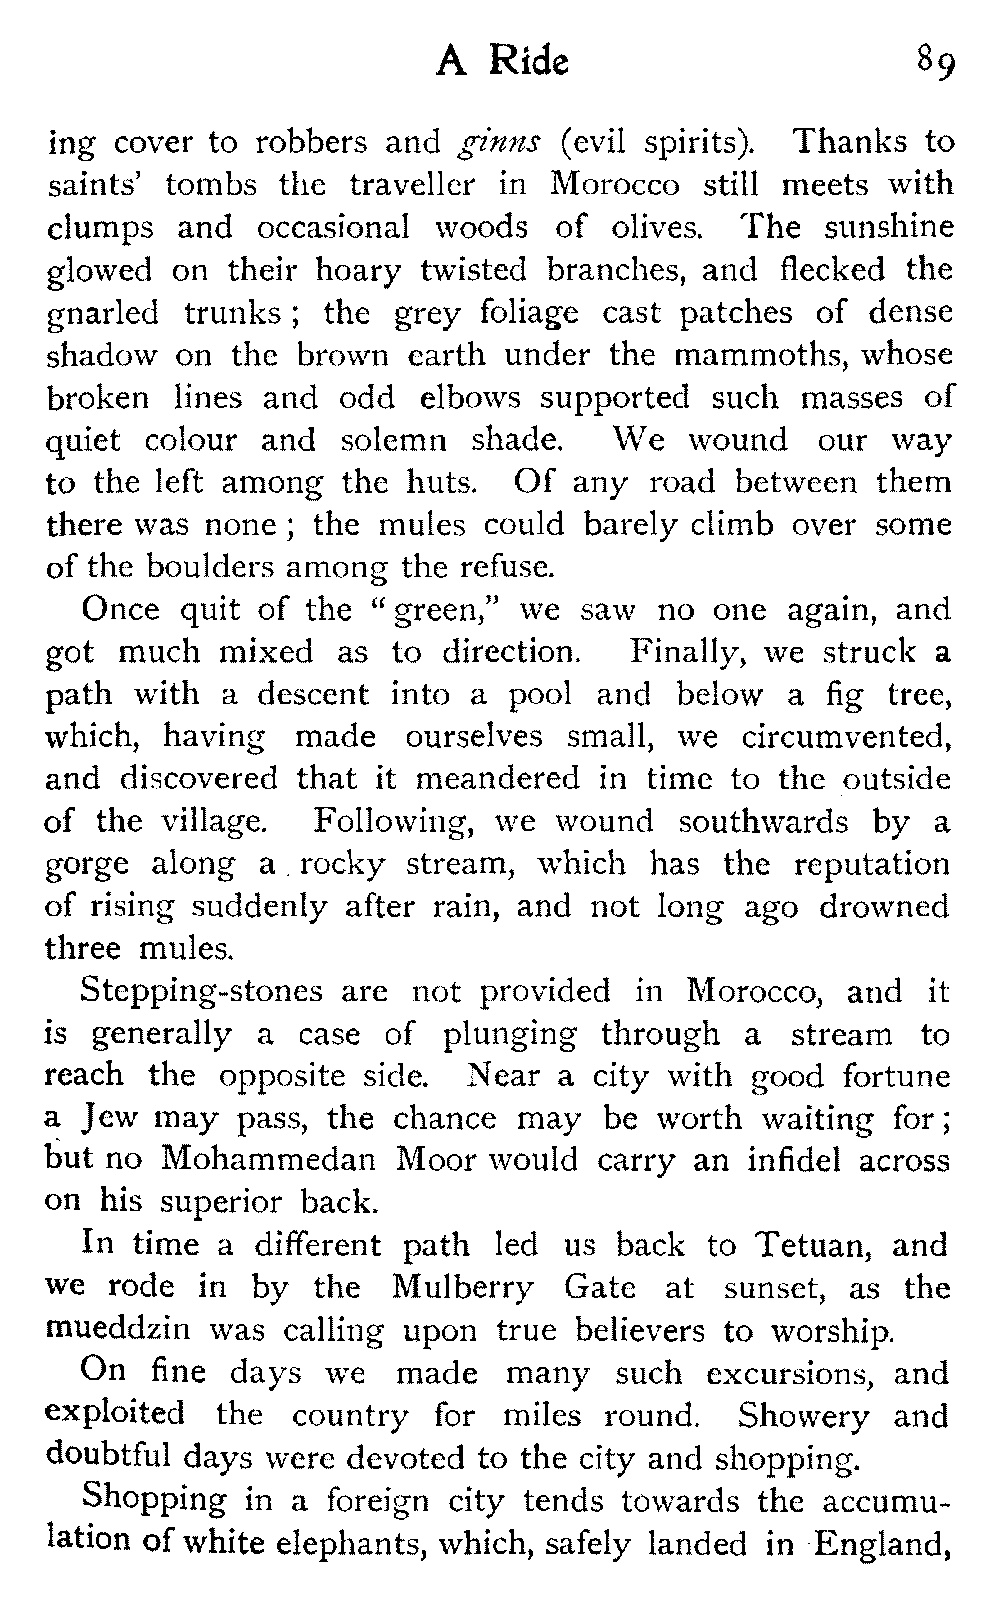 A Ride 89
ing cover to robbers and ginns (evil spirits). Thanks to
saints' tombs the traveller in Morocco still meets with
clumps and occasional woods of olives. The sunshine
glowed on their hoary twisted branches, and flecked the
gnarled trunks ; the grey foliage cast patches of dense
shadow on the brown earth under the mammoths, whose
broken lines and odd elbows supported such masses of
quiet colour and solemn shade. We wound our way
to the left among the huts. Of any road between them
there was none ; the mules could barely climb over some
of the boulders among the refuse.
Once quit of the " green," we saw no one again, and
got much mixed as to direction. Finally, we struck a
path with a descent into a pool and below a fig tree,
which, having made ourselves small, we circumvented,
and discovered that it meandered in time to the outside
of the village. Following, we wound southwards by a
gorge along a rocky stream, which has the reputation
of rising suddenly after rain, and not long ago drowned
three mules.
Stepping-stones are not provided in Morocco, and it
is generally a case of plunging through a stream to
reach the opposite side. Near a city with good fortune
a Jew may pass, the chance may be worth waiting for ;
but no Mohammedan Moor would carry an infidel across
on his superior back.
In time a different path led us back to Tetuan, and
we rode in by the Mulberry Gate at sunset, as the
mueddzin was calling upon true believers to worship.
On fine days we made many such excursions, and
exploited the country for miles round. Showery and
doubtful days were devoted to the city and shopping.
Shopping in a foreign city tends towards the accumu-
lation of white elephants, which, safely landed in England,